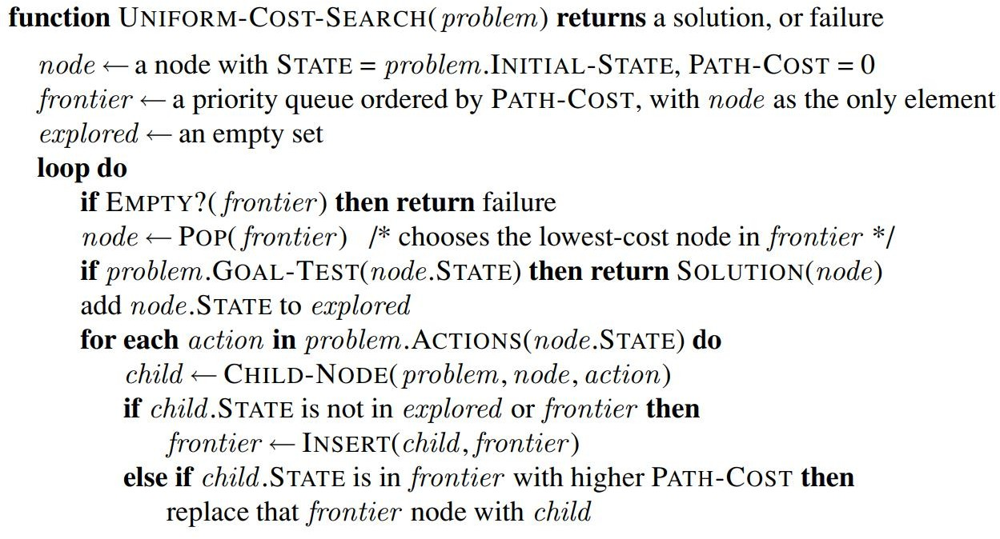 function UNIFORM-COST-SEARCH(problem) returns a solution, or failure
node ← a node with STATE = problem.INITIAL-STATE, PATH-COST = 0
frontier ← a priority queue ordered by PATH-COST, with node as the only element
explored ← an empty set
loop do
if EMPTY?(frontier) then return failure
node ← POP(frontier) /* chooses the lowest-cost node in frontier */
if problem.GOAL-TEST(node.STATE) then return SOLUTION(node)
add node.STATE to explored
for each action in problem.ACTIONS(node.STATE) do
child ← CHILD-NODE(problem, node, action)
if child.STATE is not in explored or frontier then
frontier ← INSERT(child, frontier)
else if child.STATE is in frontier with higher PATH-COST then
replace that frontier node with child